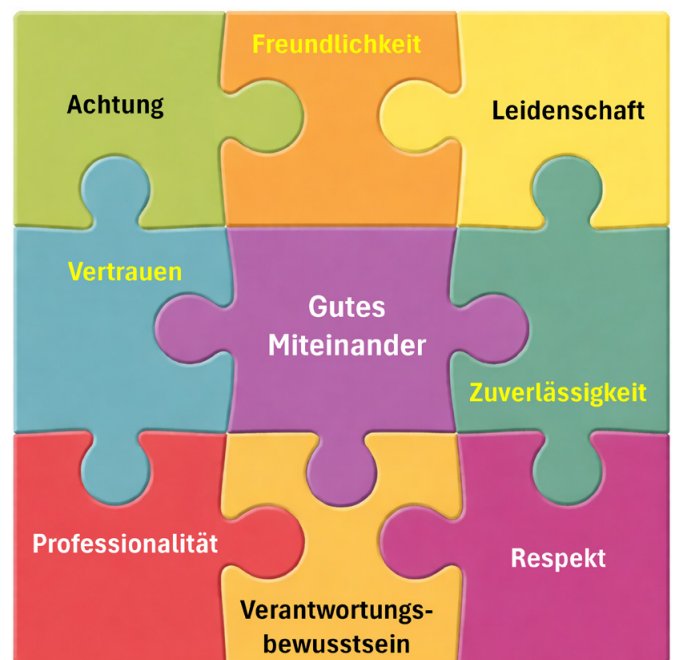 Freundlichkeit
Achtung
Leidenschaft
Vertrauen
Gutes
Miteinander
Zuverlässigkeit
Professionalität
Respekt
Verantwortungs-
bewusstsein